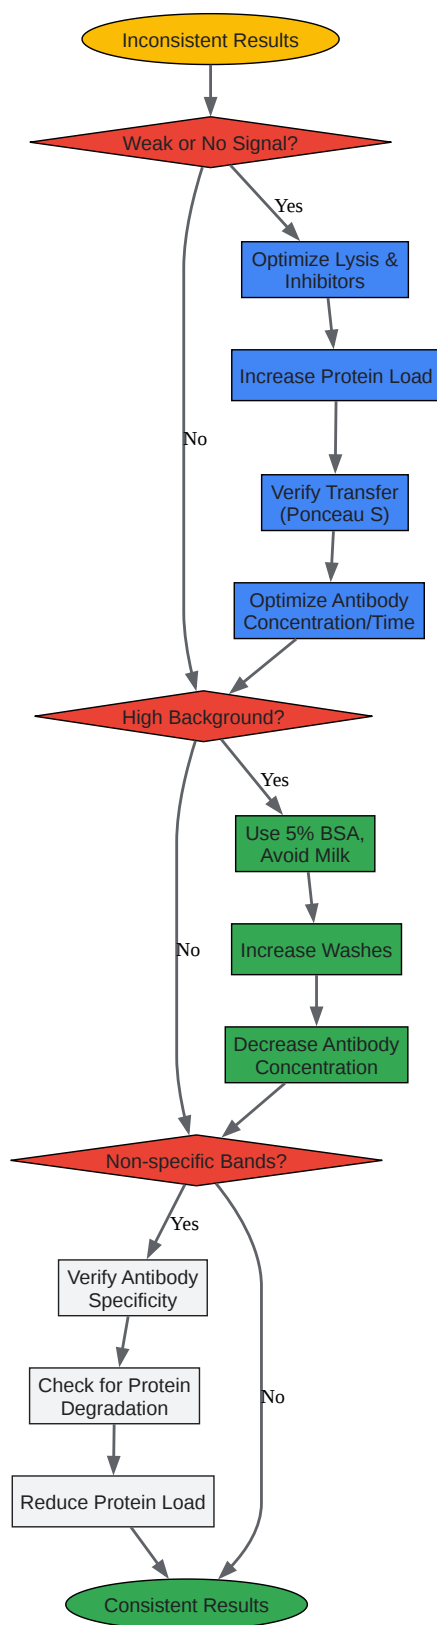 Inconsistent Results
Weak or No Signal?
Yes
Optimize Lysis &
Inhibitors
Increase Protein Load
No
Verify Transfer
(Ponceau S)
Optimize Antibody
Concentration/Time
High Background?
Yes
Use 5% BSA,
Avoid Milk
No
Increase Washes
Decrease Antibody
Concentration
Non-specific Bands?
Yes
Verify Antibody
Specificity
Check for Protein
Degradation
No
Reduce Protein Load
Consistent Results